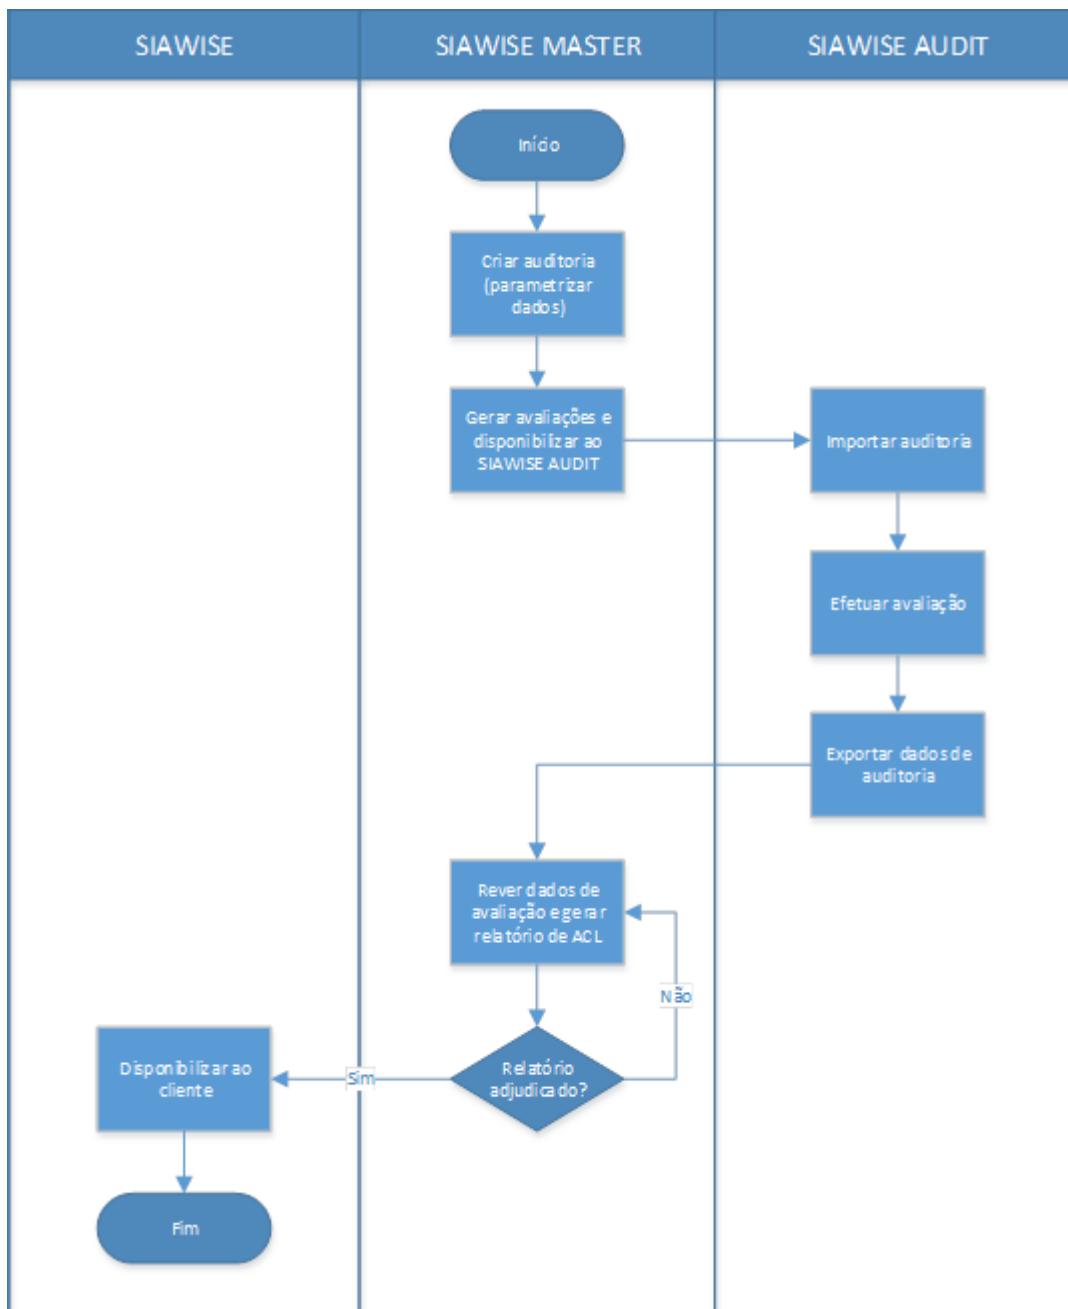 SIAWISE
SIAWISE MASTER
SIAWISE AUDIT
Início
Criar auditoria
(parametrizar
dados)
Gerar avaliações e
disponibilizar ao
SIAWISE AUDIT
Importar auditoria
Efetuar avaliação
Exportar dados de
auditoria
Rever dados de
avaliação e gerar
relatório de ACL
Não
Relatório
adjudicado?
Sim
Disponibilizar ao
cliente
Fim